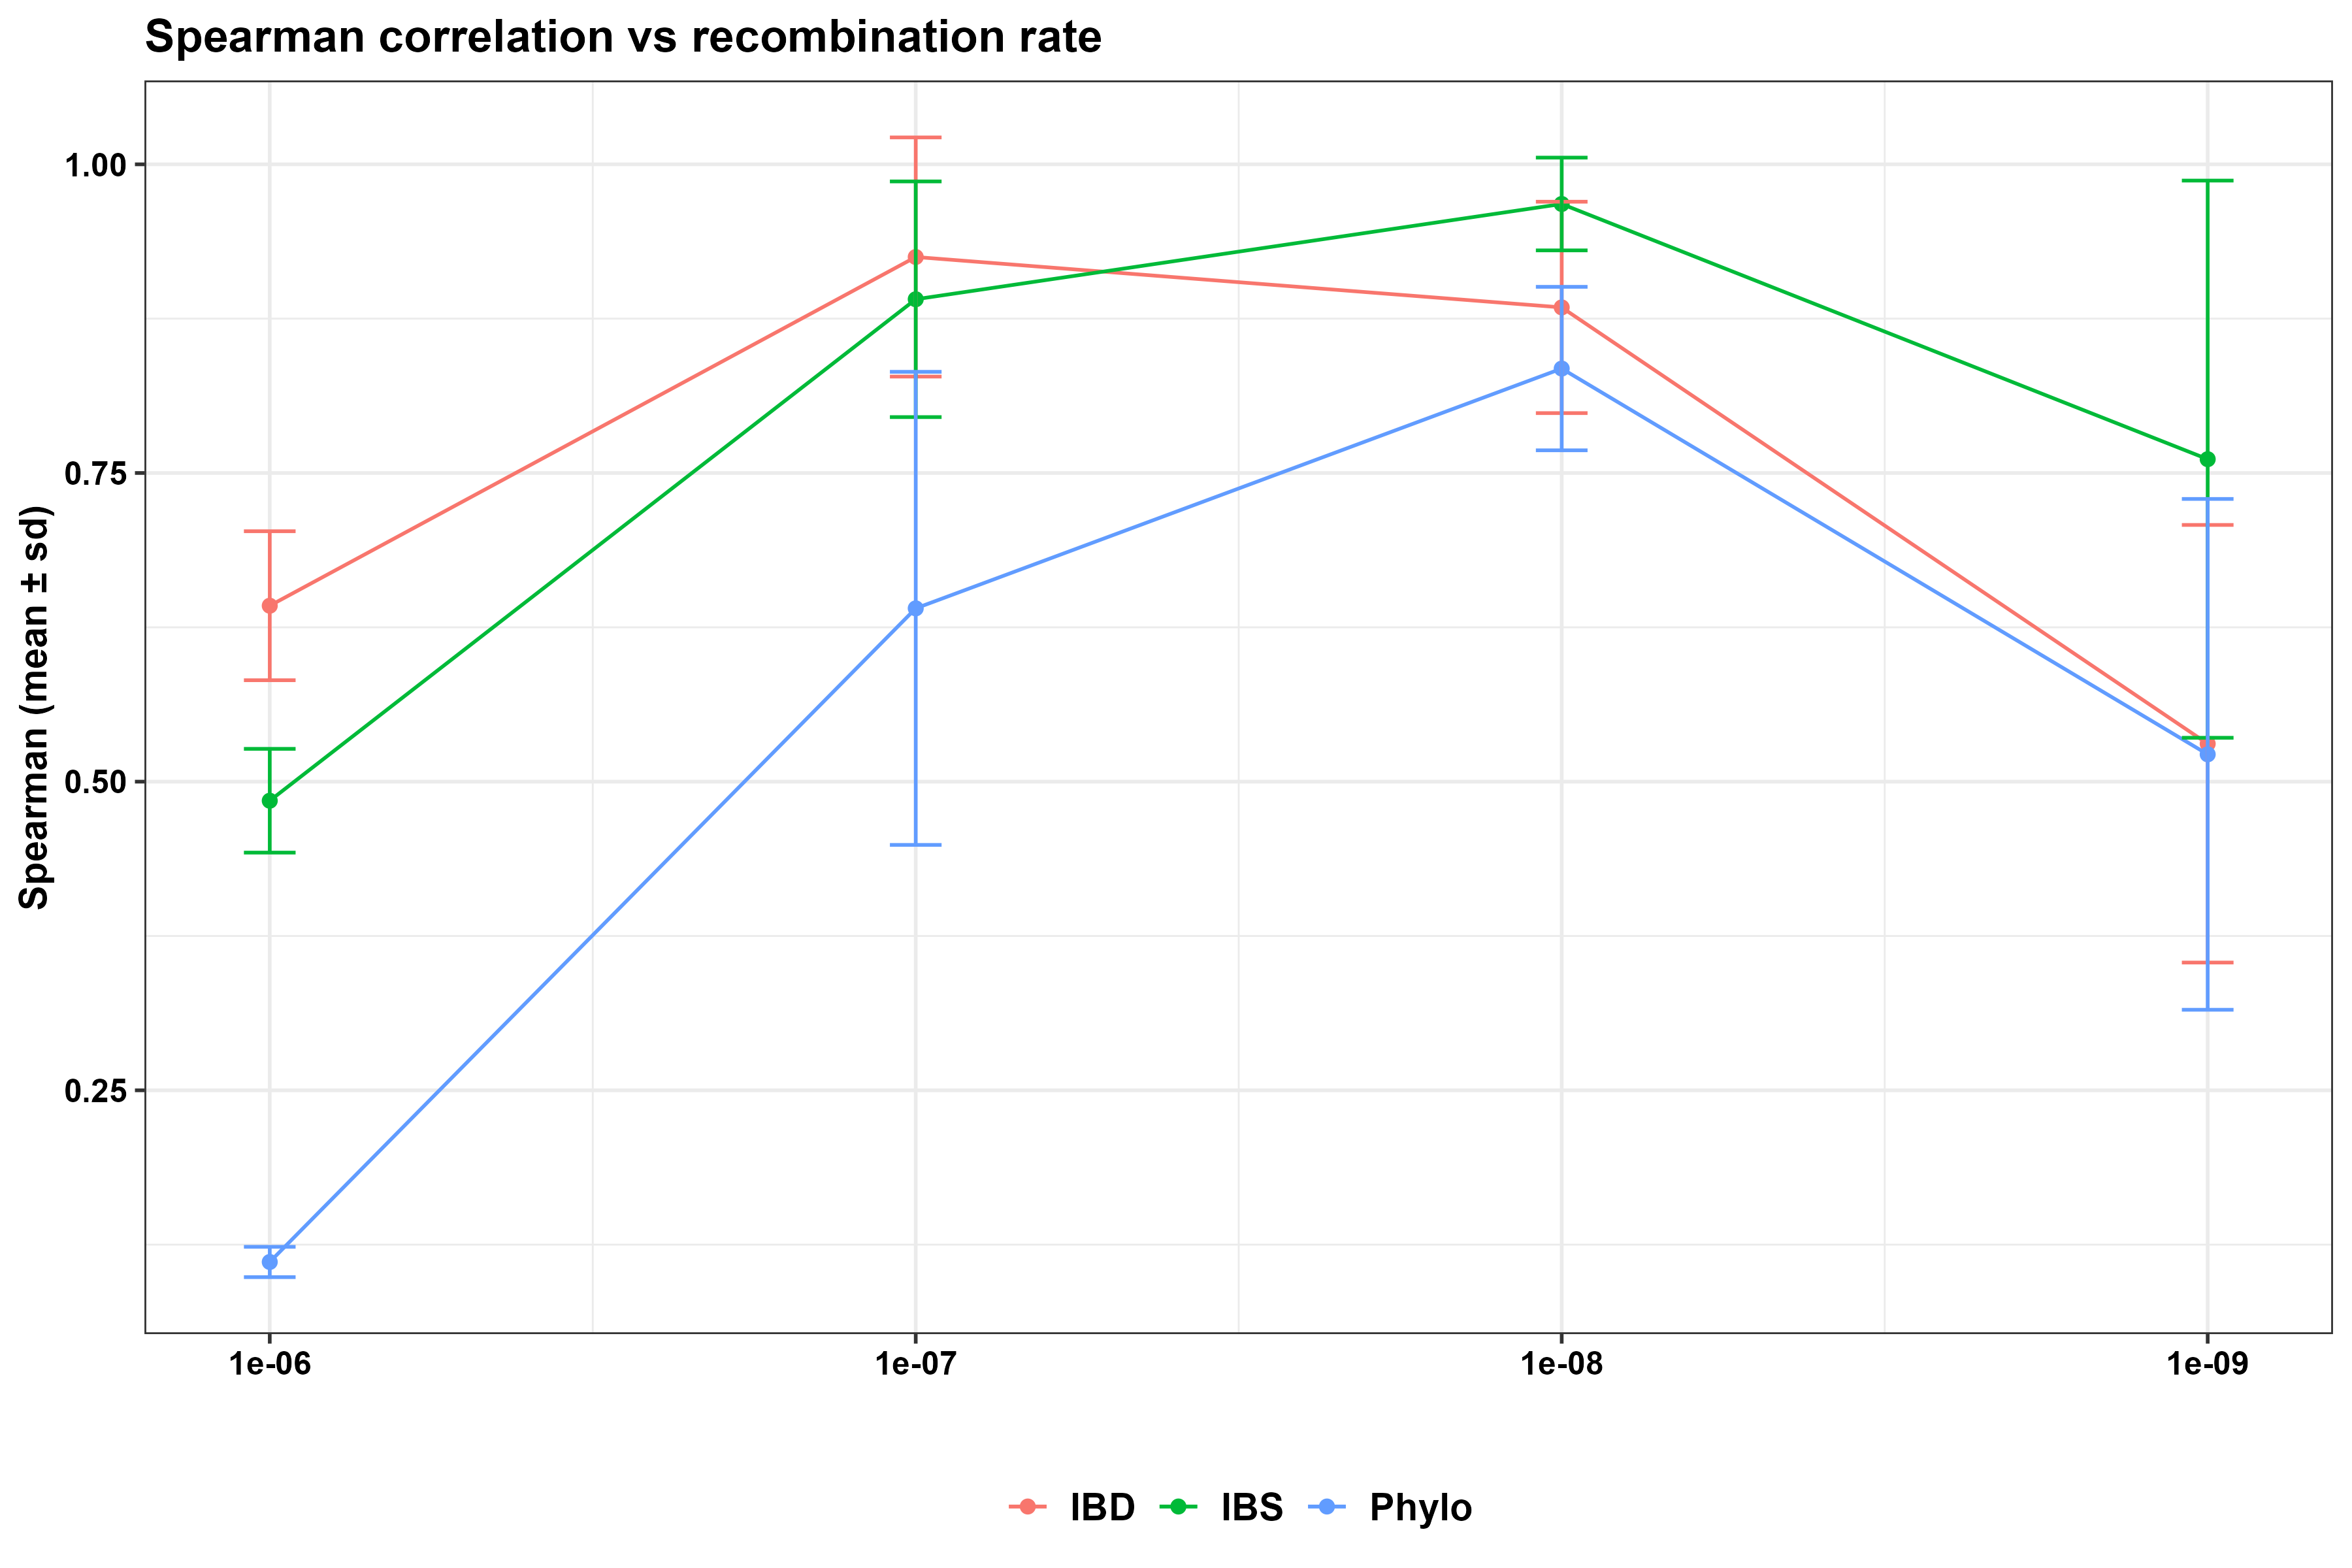 Spearman correlation vs recombination rate
Spearman (mean ± sd)
1.00
0.75
0.50
0.25
1e-06 1e-07 1e-08 1e-09
IBD IBS Phylo